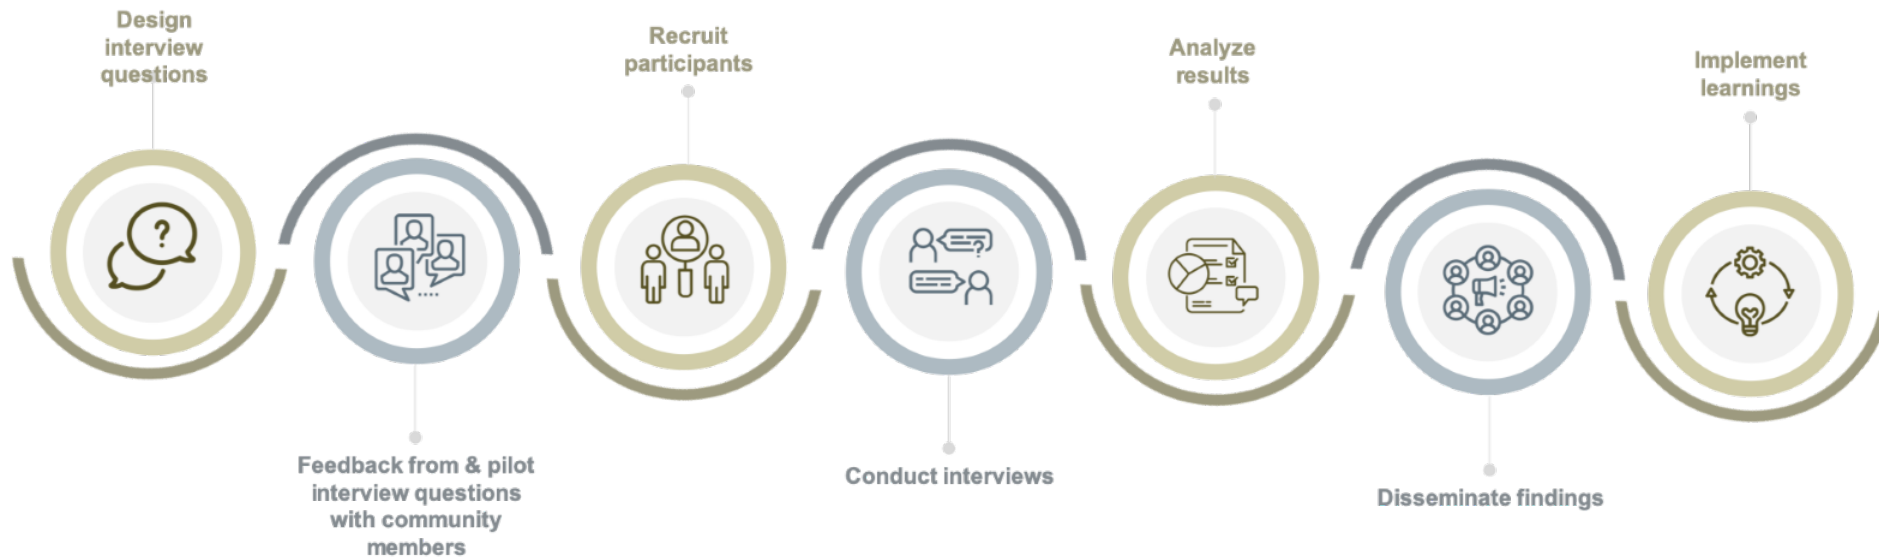 Design
interview
questions
Feedback from & pilot
interview questions
with community
members
Recruit
participants
?
Conduct interviews
?
Analyze
results
Disseminate findings
Implement
learnings